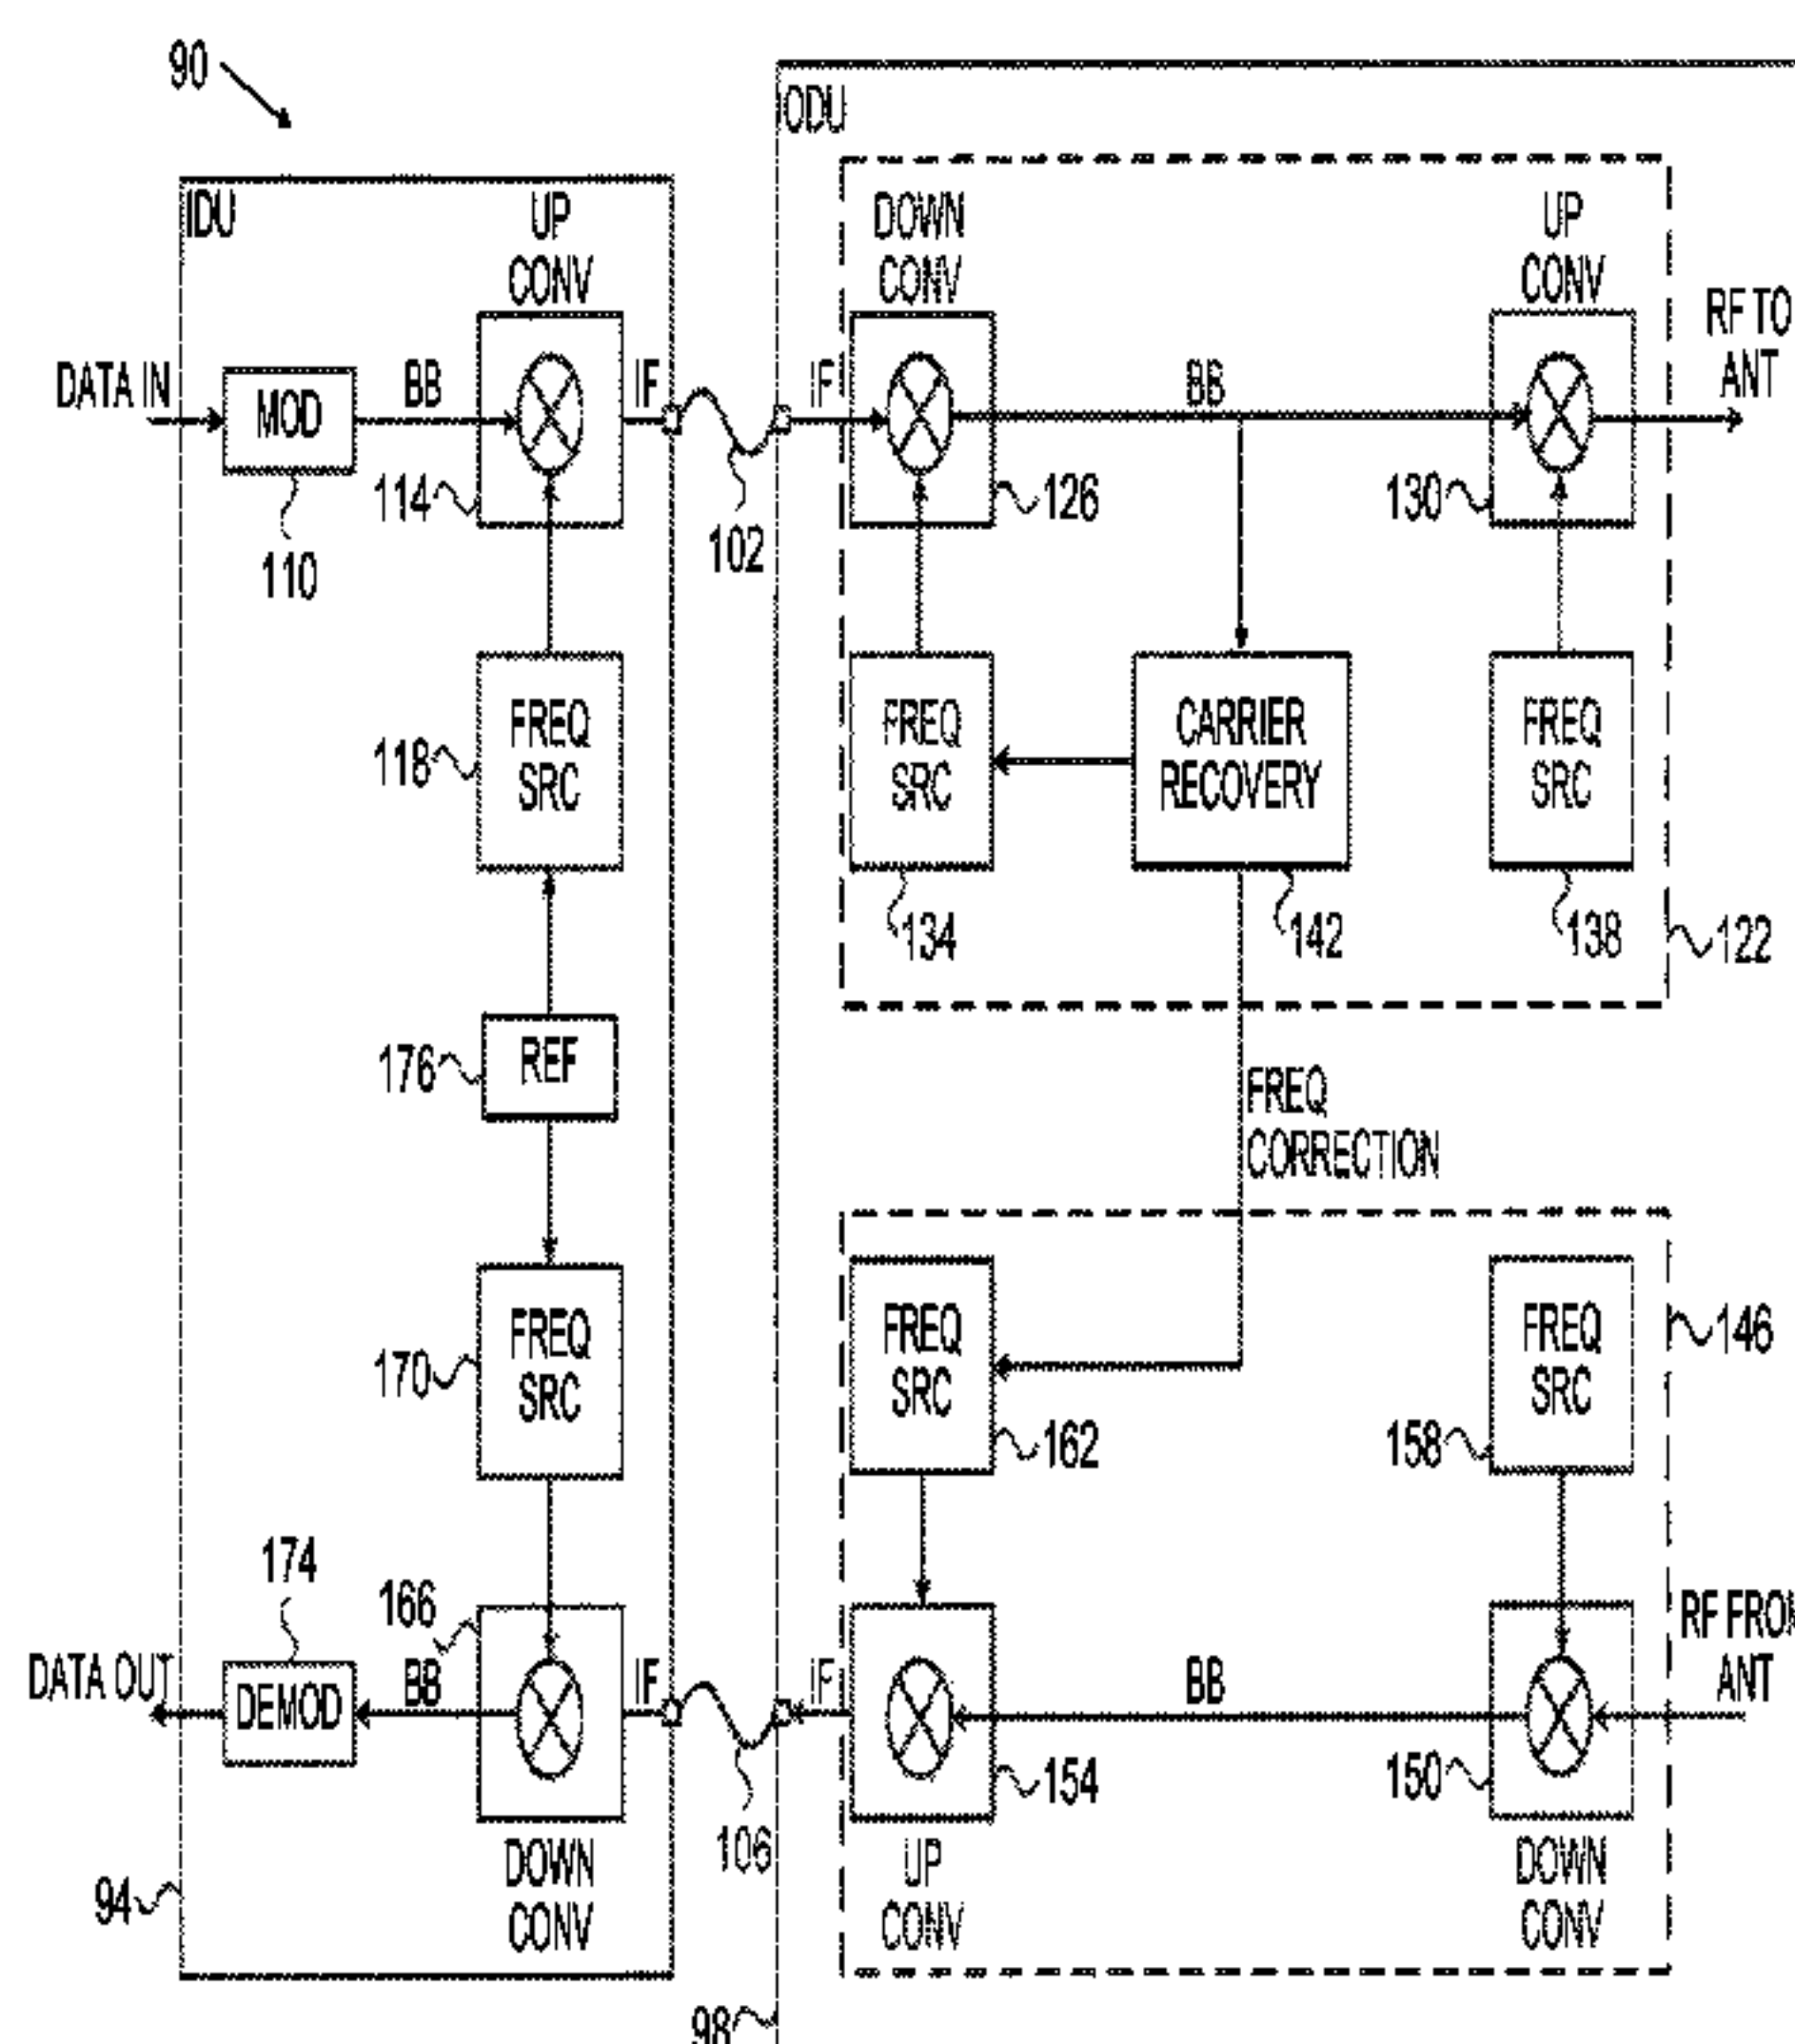 90
ODU
IDU
UP
CONV
DOWN
CONV
UP
CONV
RF TO
ANT
DATA IN
MOD
BB
IF
IF
BB
114
126
130
110
102
118
FREQ
SRC
FREQ
SRC
CARRIER
RECOVERY
FREQ
SRC
134
142
138
122
176
REF
FREQ
CORRECTION
170
FREQ
SRC
FREQ
SRC
FREQ
SRC
146
162
158
174
166
DATA OUT
DEMOD
BB
IF
IF
BB
RF FROM
ANT
154
150
106
DOWN
CONV
UP
CONV
DOWN
CONV
94
98